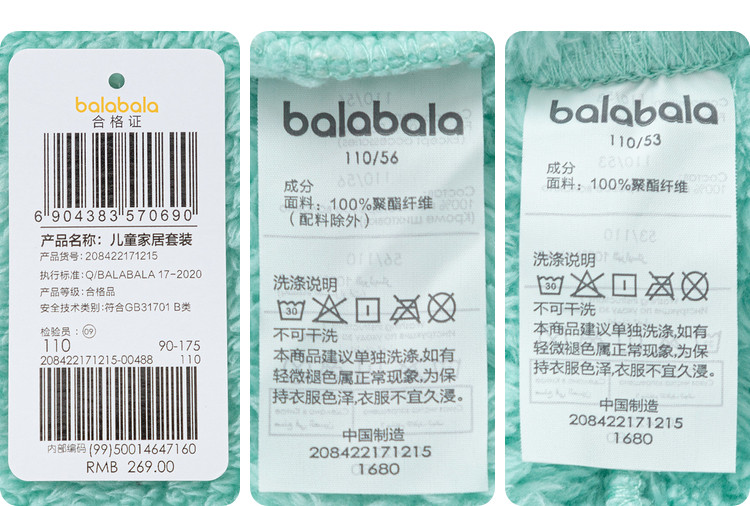 balabala
合格证
6 904383 570690
产品名称：儿童家居套装
产品货号：208422171215
执行标准：Q/BALABALA 17-2020
产品等级：合格品
安全技术类别：符合GB31701 B类
检验员：09
110 90-175
208422171215-00488 110
内部编码 (99)50014647160
RMB 269.00
balabala
110/56
成分
面料：100%聚酯纤维
（配料除外）
洗涤说明
30
不可干洗
本商品建议单独洗涤,如有
轻微褪色属正常现象,为保
持衣服色泽,衣服不宜久浸。
中国制造
208422171215
1680
balabala
110/53
成分
面料：100%聚酯纤维
洗涤说明
30
不可干洗
本商品建议单独洗涤,如有
轻微褪色属正常现象,为保
持衣服色泽,衣服不宜久浸。
中国制造
208422171215
1680